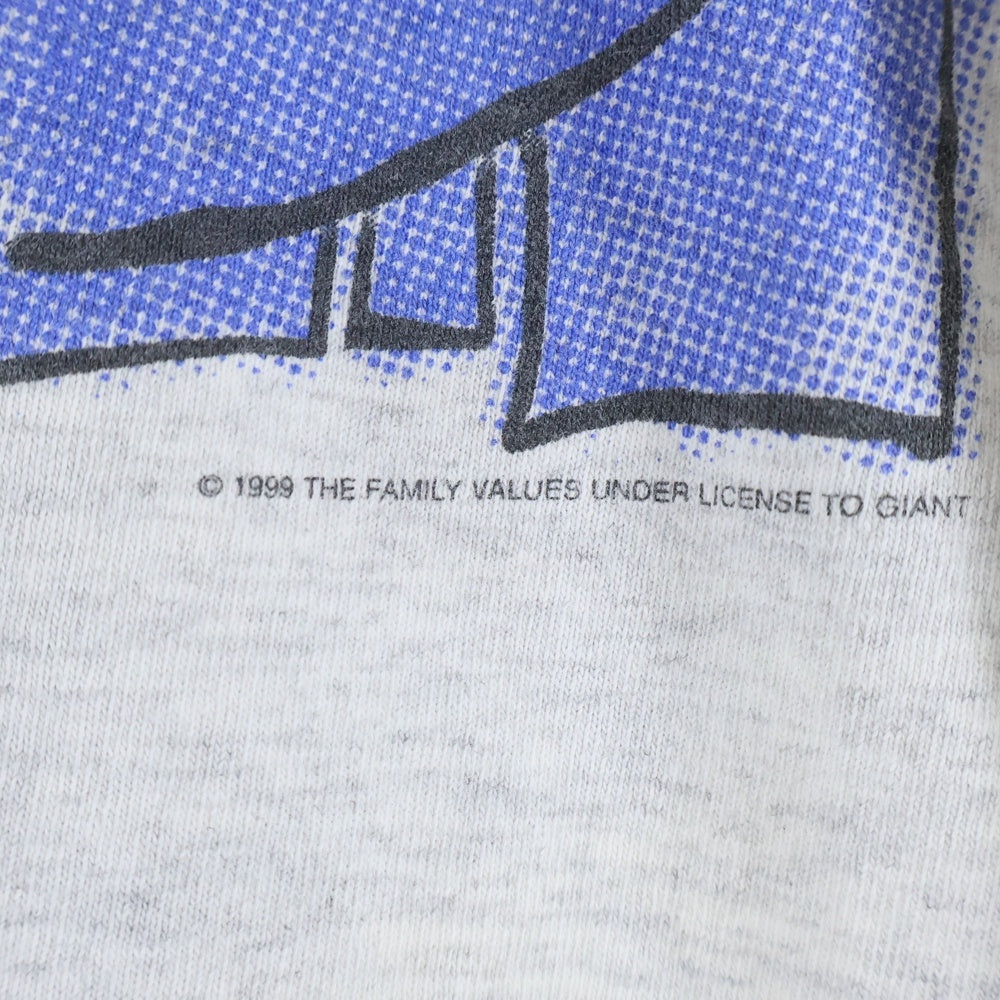 © 1999 THE FAMILY VALUES UNDER LICENSE TO GIANT